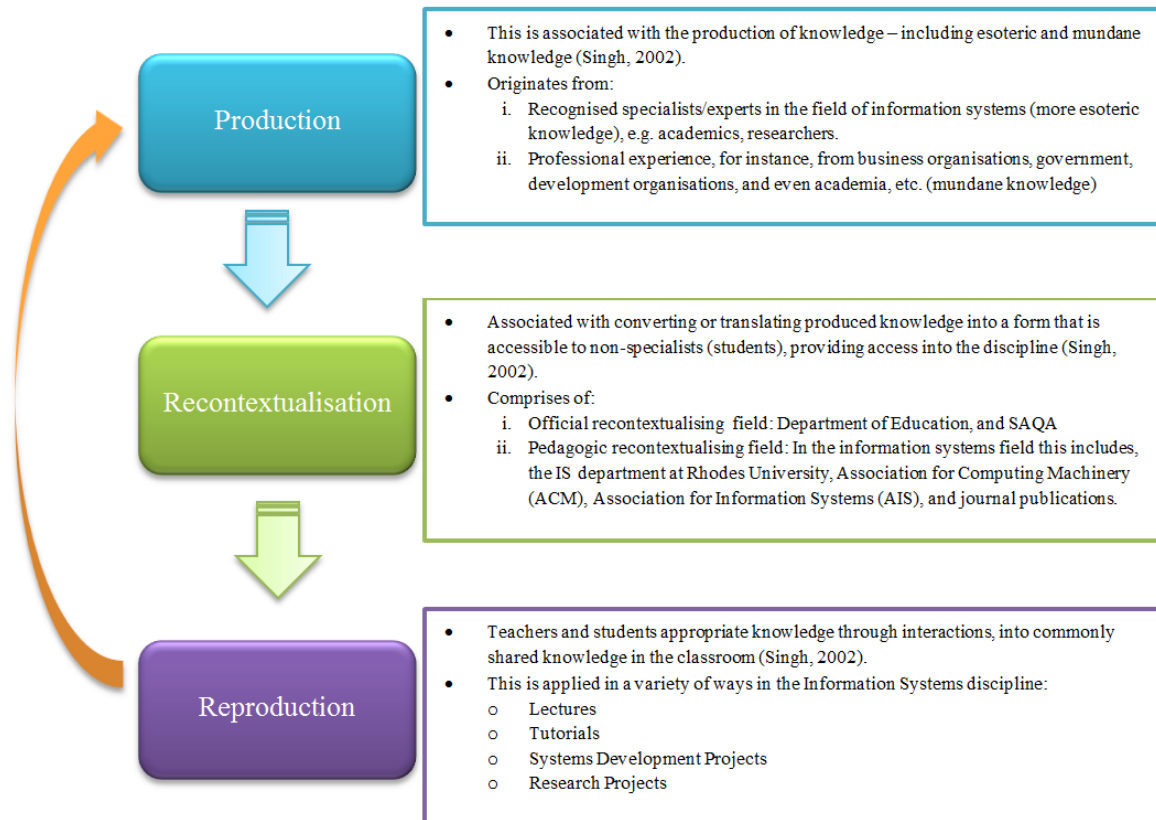 Production
• This is associated with the production of knowledge – including esoteric and mundane
knowledge (Singh, 2002).
• Originates from:
i. Recognised specialists/experts in the field of information systems (more esoteric
knowledge), e.g. academics, researchers.
ii. Professional experience, for instance, from business organisations, government,
development organisations, and even academia, etc. (mundane knowledge)
Recontextualisation
• Associated with converting or translating produced knowledge into a form that is
accessible to non-specialists (students), providing access into the discipline (Singh,
2002).
• Comprises of:
i. Official recontextualising field: Department of Education, and SAQA
ii. Pedagogic recontextualising field: In the information systems field this includes,
the IS department at Rhodes University, Association for Computing Machinery
(ACM), Association for Information Systems (AIS), and journal publications.
Reproduction
• Teachers and students appropriate knowledge through interactions, into commonly
shared knowledge in the classroom (Singh, 2002).
• This is applied in a variety of ways in the Information Systems discipline:
o Lectures
o Tutorials
o Systems Development Projects
o Research Projects